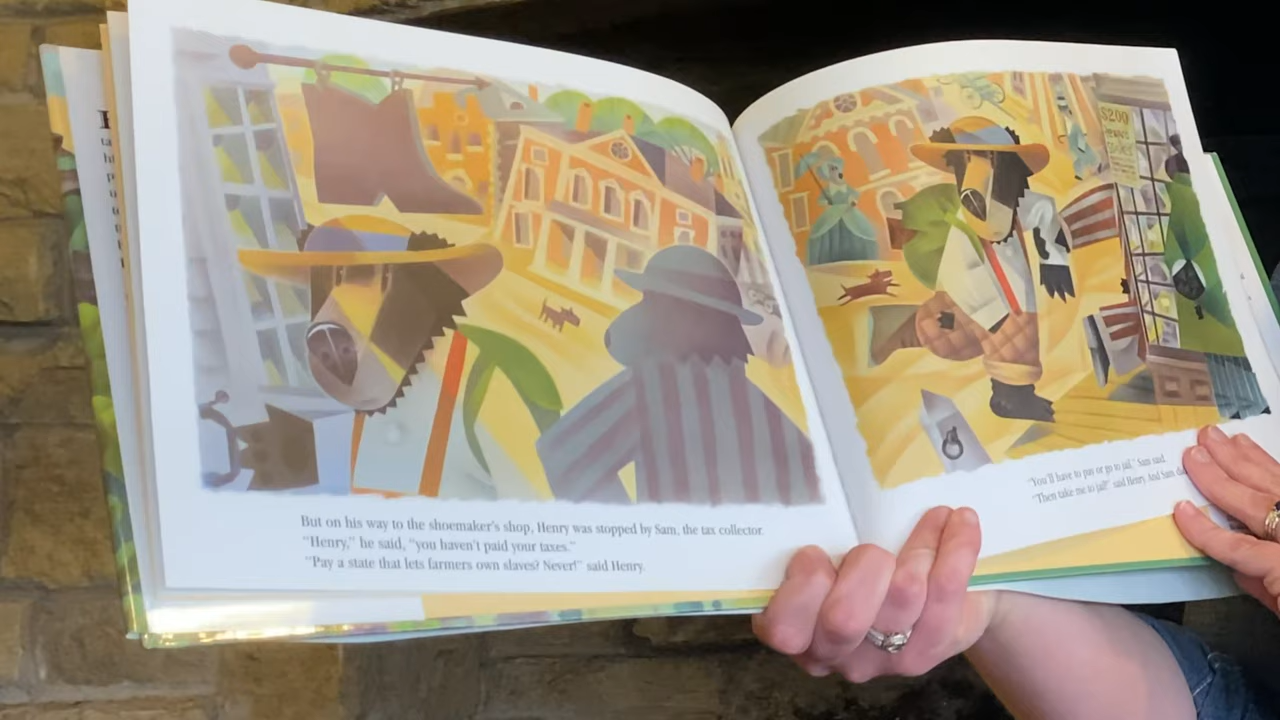 But on his way to the shoemaker's shop, Henry was stopped by Sam, the tax collector.
"Henry," he said, "you haven't paid your taxes."
"Pay a state that lets farmers own slaves? Never!" said Henry.
$200
"You'll have to pay or go to jail," Sam said.
"Then take me to jail!" said Henry. And Sam